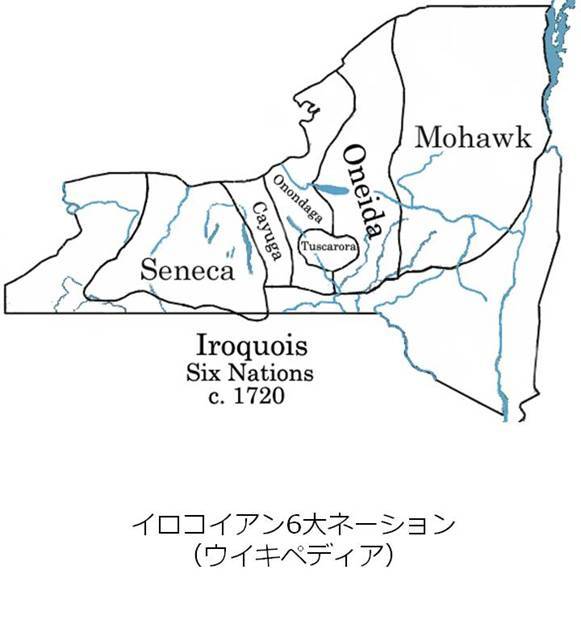 Mohawk
Oneida
Onondaga
Cayuga
Tuscarora
Seneca
Iroquois
Six Nations
c. 1720
イロコイアン6大ネーション
（ウイキペディア）